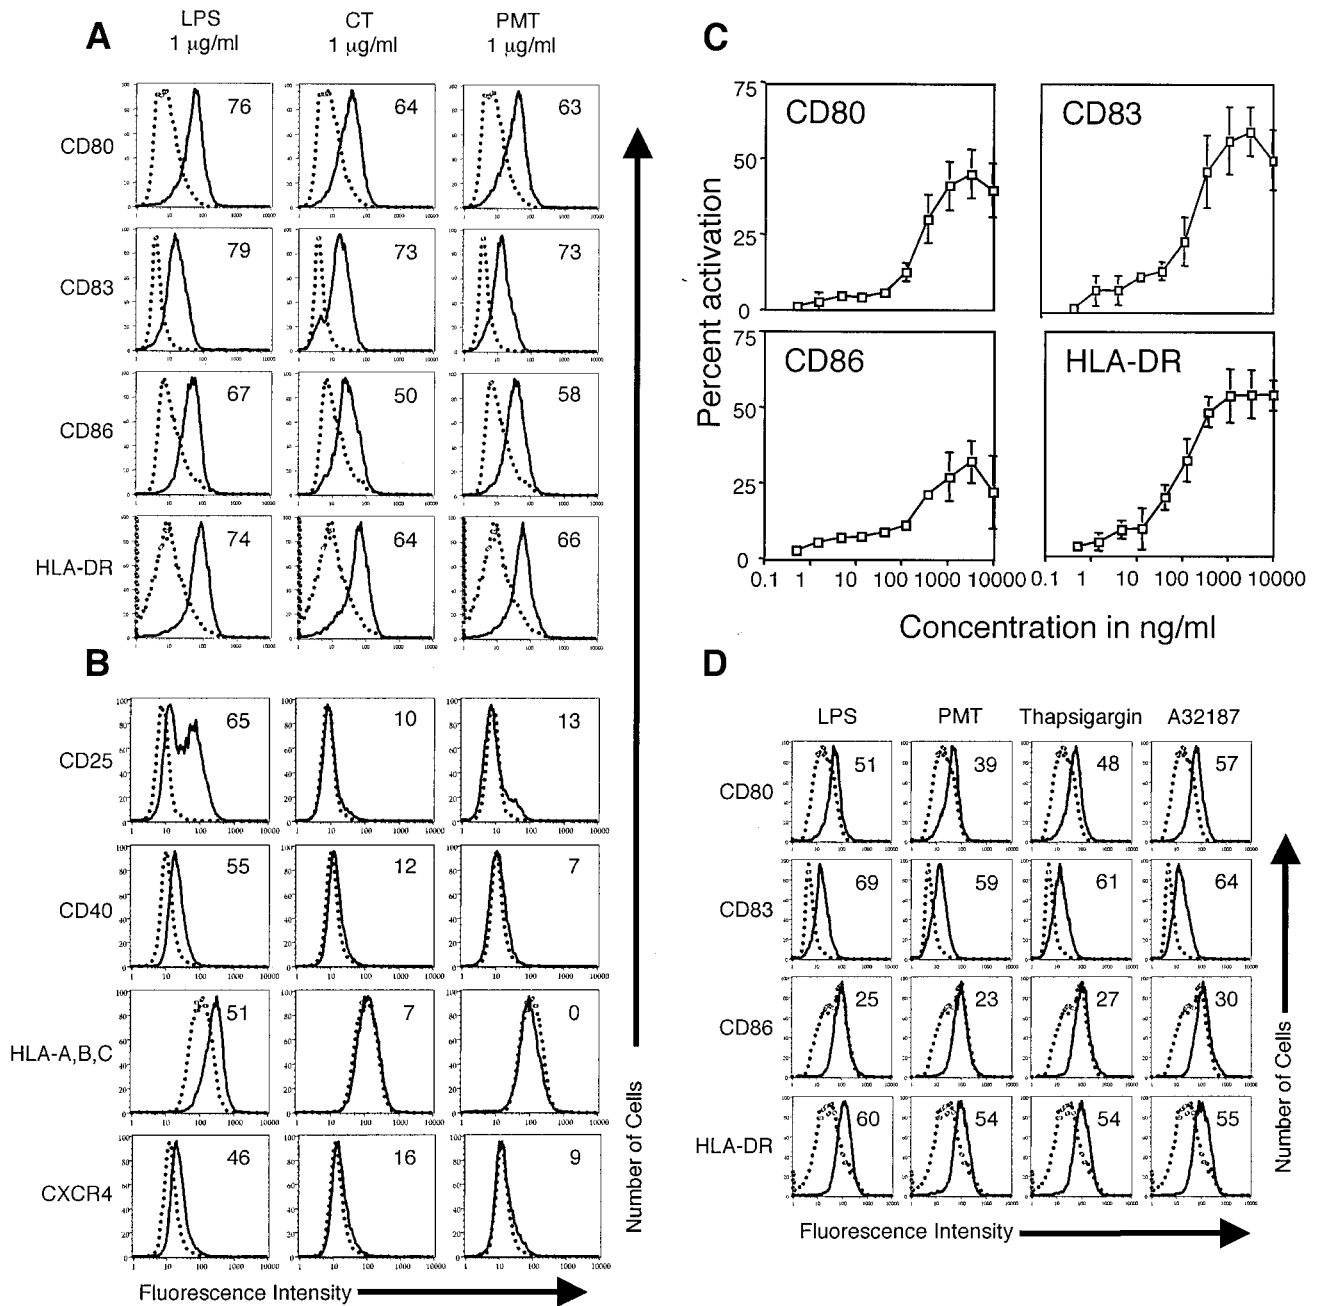 A
LPS
1 µg/ml
CT
1 µg/ml
PMT
1 µg/ml
CD80
76
64
63
CD83
79
73
73
CD86
67
50
58
HLA-DR
74
64
66
B
CD25
65
10
13
CD40
55
12
7
HLA-A,B,C
51
7
0
CXCR4
46
16
9
Fluorescence Intensity
Number of Cells
C
Percent activation
75
50
25
0
CD80
CD83
75
50
25
0
CD86
HLA-DR
0.1 1 10 100 1000 10000
0.1 1 10 100 1000 10000
Concentration in ng/ml
D
LPS
PMT
Thapsigargin
A32187
CD80
51
39
48
57
CD83
69
59
61
64
CD86
25
23
27
30
HLA-DR
60
54
54
55
Fluorescence Intensity
Number of Cells